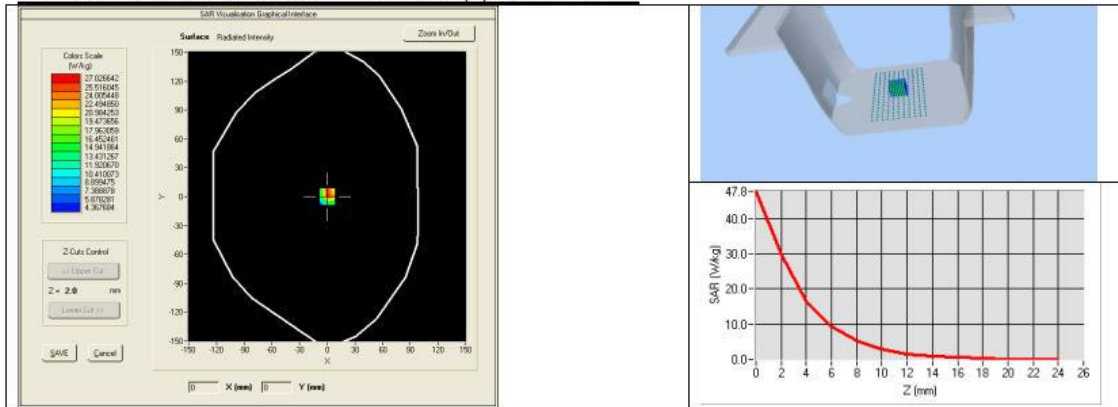 SAR Visualisation Graphical Interface
Surface Radiated Intensity
Zoom In/Out
Colors Scale
(W/kg)
27.026642
25.516045
24.005448
22.494850
20.984253
19.473656
17.963059
16.452461
14.941864
13.431267
11.920670
10.410073
8.899475
7.388878
5.878281
4.367684
Z-Cuts Control
<< Upper Cut
Z = 2.0 mm
Lower Cut >>
SAVE Cancel
Y
150
120
90
60
30
0
-30
-60
-90
-120
-150
-150 -120 -90 -60 -30 0 30 60 90 120 150
X
0 X (mm) 0 Y (mm)
SAR (W/kg)
47.8
40.0
30.0
20.0
10.0
0.0
0 2 4 6 8 10 12 14 16 18 20 22 24 26
Z (mm)